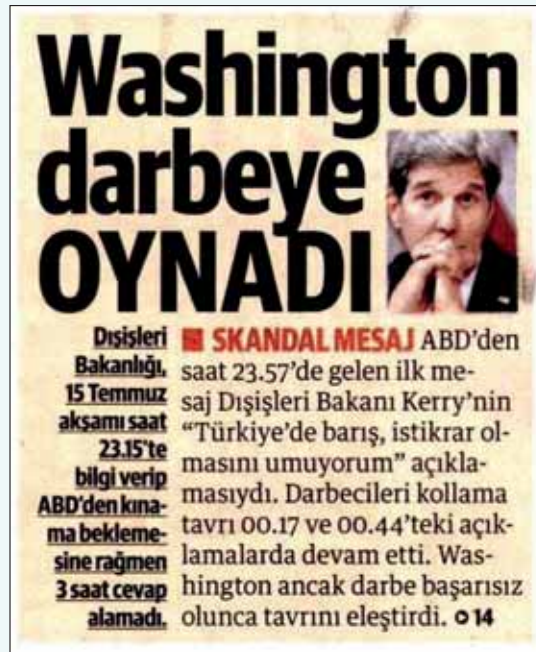 Washington
darbeye
OYNADI
Dışişleri
Bakanlığı,
15 Temmuz
akşamı saat
23.15'te
bilgi verip
ABD'den kına-
ma bekleme-
sine rağmen
3 saat cevap
alamadı.
SKANDAL MESAJ ABD'den
saat 23.57'de gelen ilk me-
saj Dışişleri Bakanı Kerry'nin
“Türkiye'de barış, istikrar ol-
masını umuyorum” açıkla-
masıydı. Darbecileri kollama
tavrı 00.17 ve 00.44'teki açık-
lamalarda devam etti. Was-
hington ancak darbe başarısız
olunca tavrını eleştirdi. 14